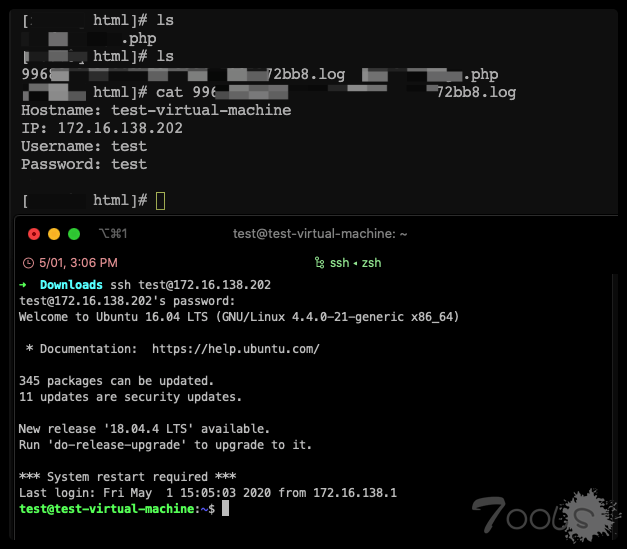 [ html]# ls
.php
html]# ls
996 72bb8.log .php
html]# cat 996 72bb8.log
Hostname: test-virtual-machine
IP: 172.16.138.202
Username: test
Password: test
[ html]#
⌥⌘1 test@test-virtual-machine: ~
5/01, 3:06 PM ssh ◂ zsh
➜ Downloads ssh test@172.16.138.202
test@172.16.138.202's password:
Welcome to Ubuntu 16.04 LTS (GNU/Linux 4.4.0-21-generic x86_64)
* Documentation: https://help.ubuntu.com/
345 packages can be updated.
11 updates are security updates.
New release '18.04.4 LTS' available.
Run 'do-release-upgrade' to upgrade to it.
*** System restart required ***
Last login: Fri May 1 15:05:03 2020 from 172.16.138.1
test@test-virtual-machine:~$
7ools